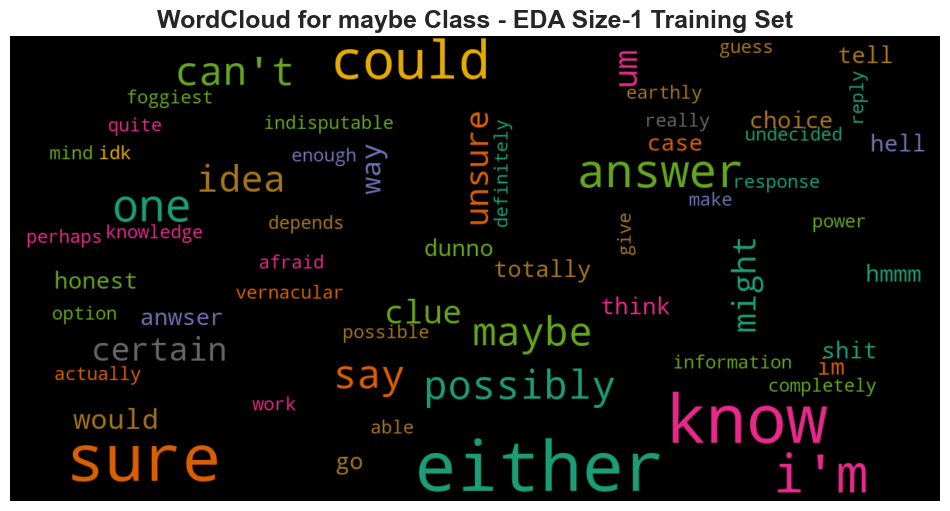 WordCloud for maybe Class - EDA Size-1 Training Set
could
um
guess
tell
can't
foggiest
earthly
reply
quite
indisputable
unsure
definitely
really
choice
undecided
hell
mind
idk
enough
way
case
idea
answer
response
one
make
perhaps
knowledge
depends
give
power
dunno
afraid
totally
might
hmmm
honest
vernacular
think
option
anwser
clue
possible
maybe
certain
information
shit
im
actually
say
possibly
completely
work
would
able
know
sure
go
either
i'm